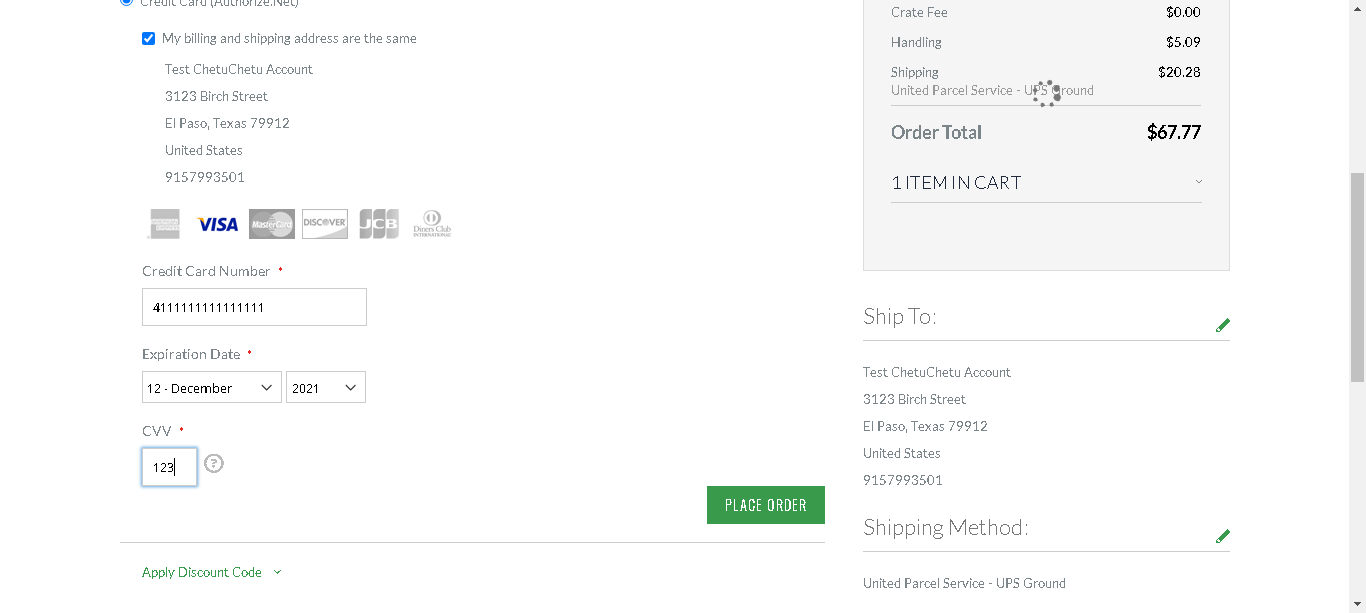 Credit Card (Authorize.Net)
My billing and shipping address are the same
Test ChetuChetu Account
3123 Birch Street
El Paso, Texas 79912
United States
9157993501
VISA MasterCard DISCOVER JCB Diners Club
INTERNATIONAL
Credit Card Number *
4111111111111111
Expiration Date *
12 - December 2021
CVV *
123 ?
PLACE ORDER
Apply Discount Code
Crate Fee $0.00
Handling $5.09
Shipping $20.28
United Parcel Service - UPS Ground
Order Total $67.77
1 ITEM IN CART
Ship To:
Test ChetuChetu Account
3123 Birch Street
El Paso, Texas 79912
United States
9157993501
Shipping Method:
United Parcel Service - UPS Ground